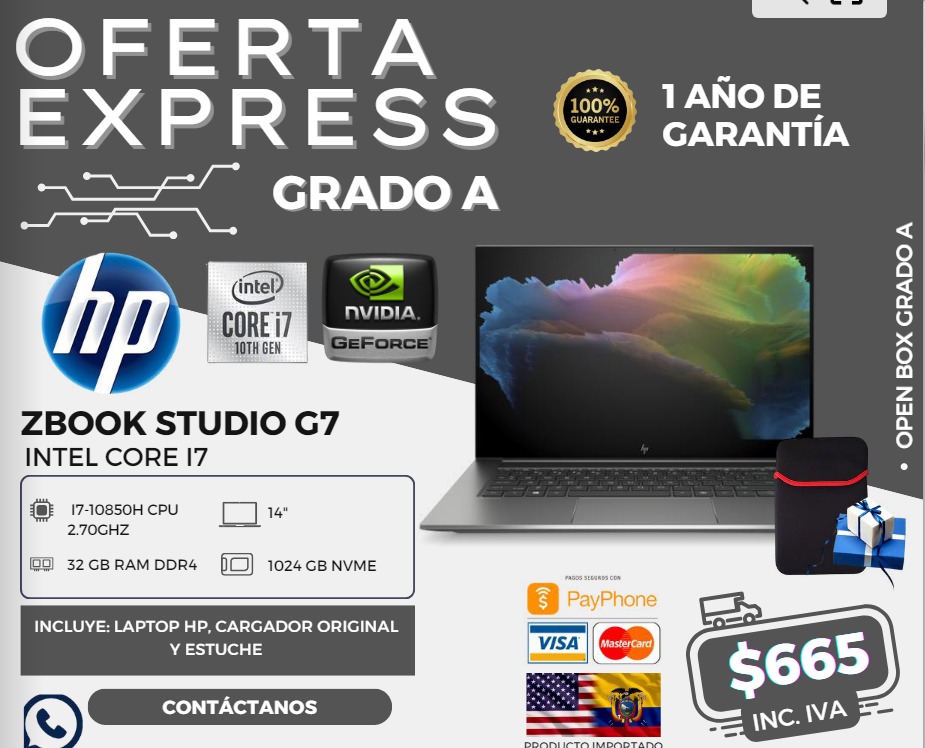 OFERTA
EXPRESS
100%
GUARANTEE
1 AÑO DE
GARANTÍA
GRADO A
OPEN BOX GRADO A
hp
intel
CORE i7
10TH GEN
NVIDIA
GEFORCE
ZBOOK STUDIO G7
INTEL CORE I7
I7-10850H CPU
2.70GHZ
14"
32 GB RAM DDR4
1024 GB NVME
INCLUYE: LAPTOP HP, CARGADOR ORIGINAL
Y ESTUCHE
CONTÁCTANOS
PAGOS SEGUROS CON
PayPhone
VISA
MasterCard
PRODUCTO IMPORTADO
$665
INC. IVA